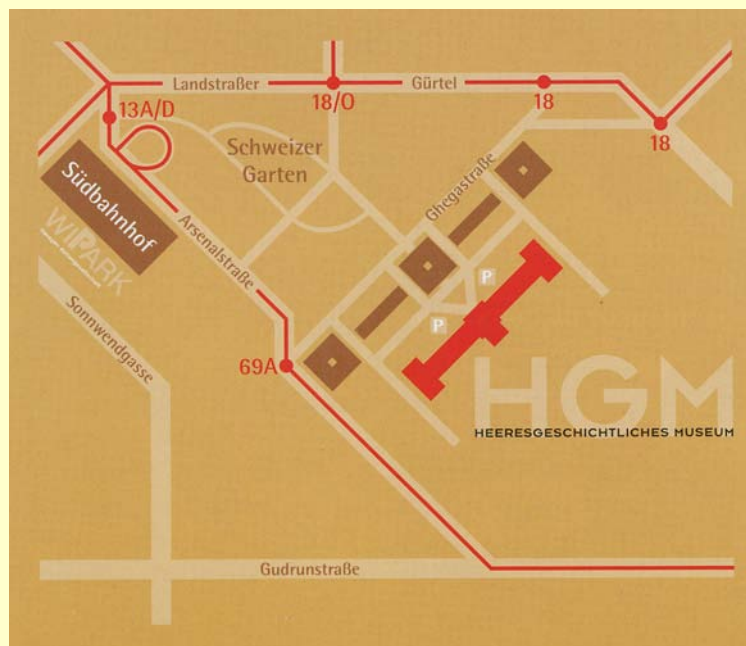 Landstraßer
Gürtel
13A/D
18/O
18
18
Schweizer
Garten
Ghegastraße
Südbahnhof
WIPARK
Arsenalstraße
P
P
Sonnwendgasse
69A
HGM
HEERESGESCHICHTLICHES MUSEUM
Gudrunstraße